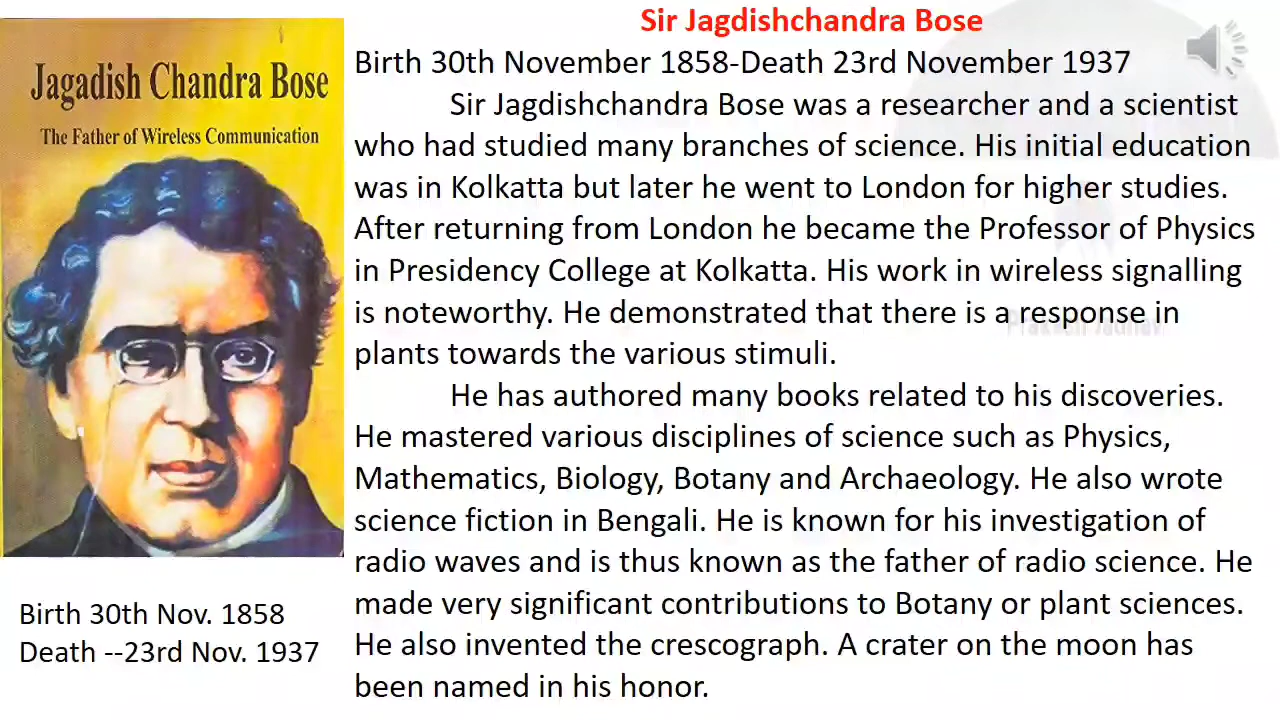 Sir Jagdishchandra Bose
Jagadish Chandra Bose
The Father of Wireless Communication
Birth 30th Nov. 1858
Death --23rd Nov. 1937
Birth 30th November 1858-Death 23rd November 1937
Sir Jagdishchandra Bose was a researcher and a scientist
who had studied many branches of science. His initial education
was in Kolkatta but later he went to London for higher studies.
After returning from London he became the Professor of Physics
in Presidency College at Kolkatta. His work in wireless signalling
is noteworthy. He demonstrated that there is a response in
plants towards the various stimuli.
He has authored many books related to his discoveries.
He mastered various disciplines of science such as Physics,
Mathematics, Biology, Botany and Archaeology. He also wrote
science fiction in Bengali. He is known for his investigation of
radio waves and is thus known as the father of radio science. He
made very significant contributions to Botany or plant sciences.
He also invented the crescograph. A crater on the moon has
been named in his honor.